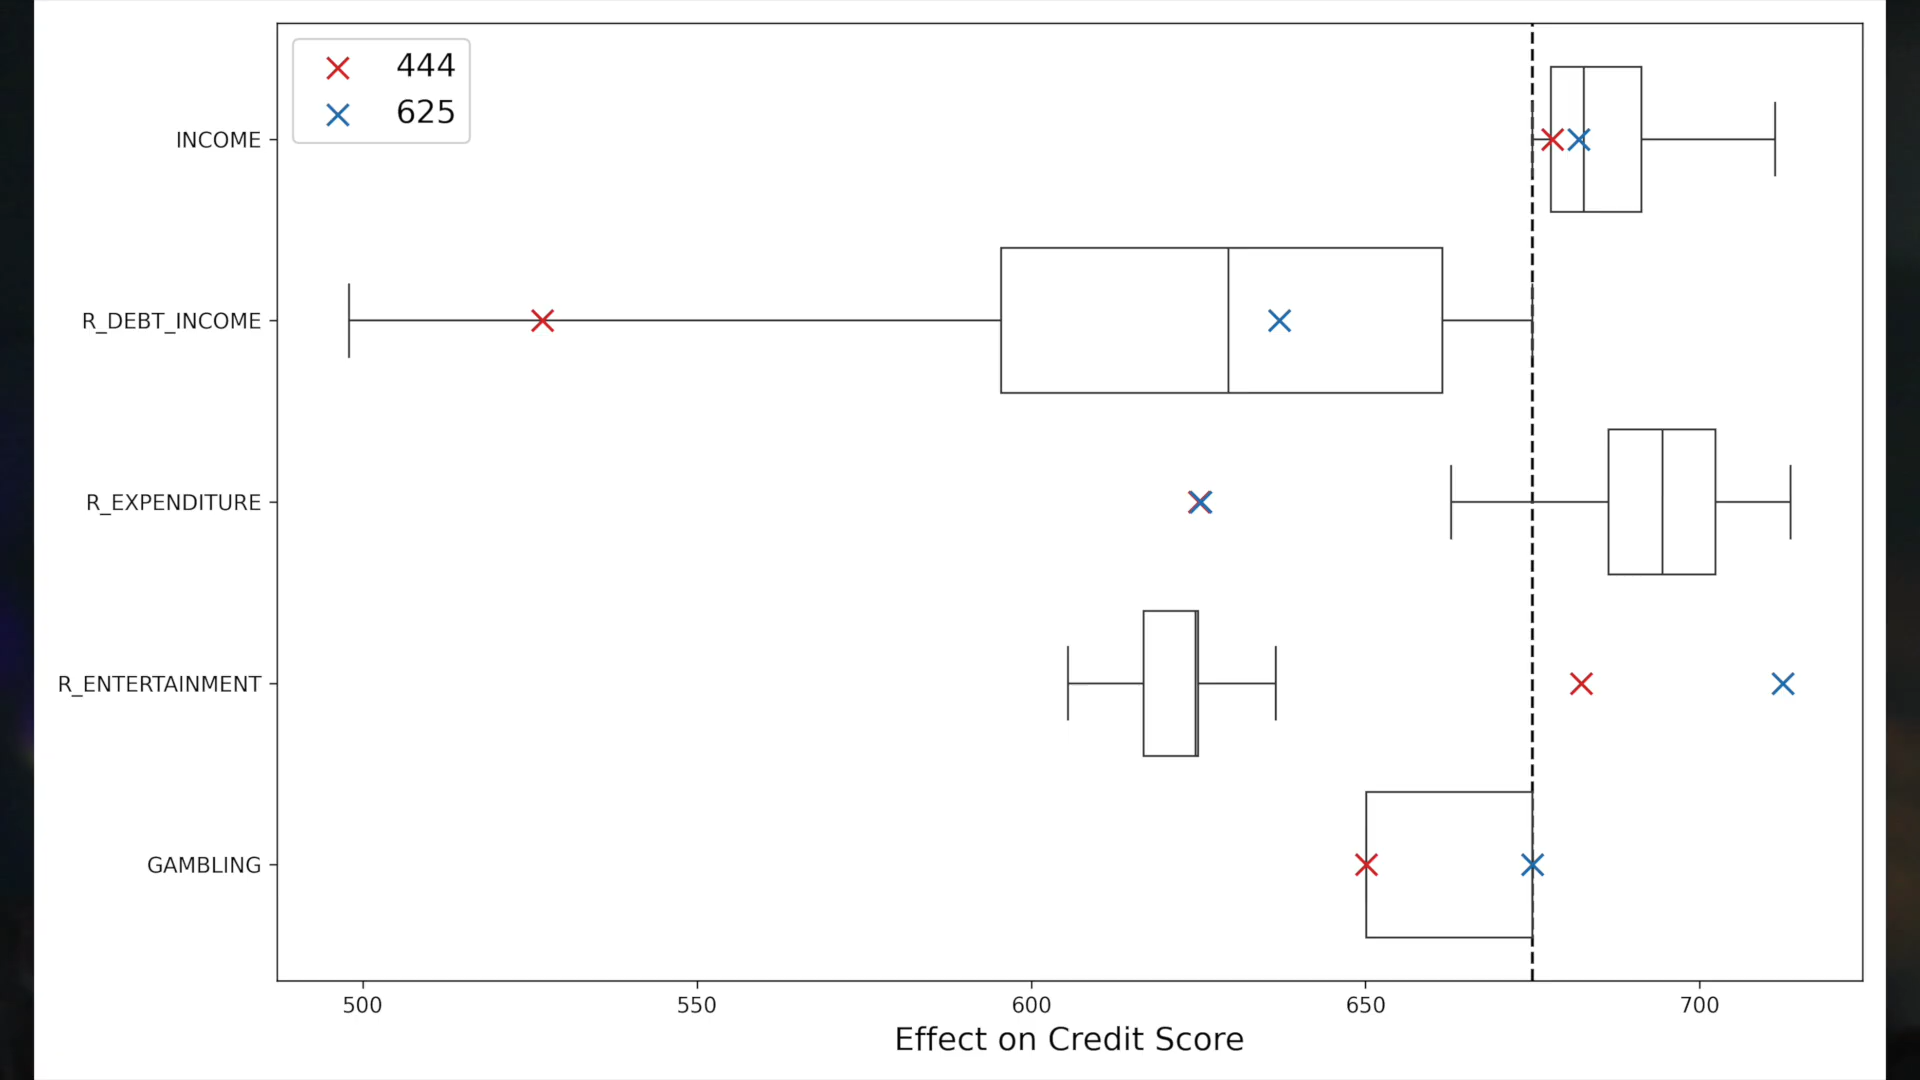 444
625
INCOME
R_DEBT_INCOME
R_EXPENDITURE
R_ENTERTAINMENT
GAMBLING
500 550 600 650 700
Effect on Credit Score